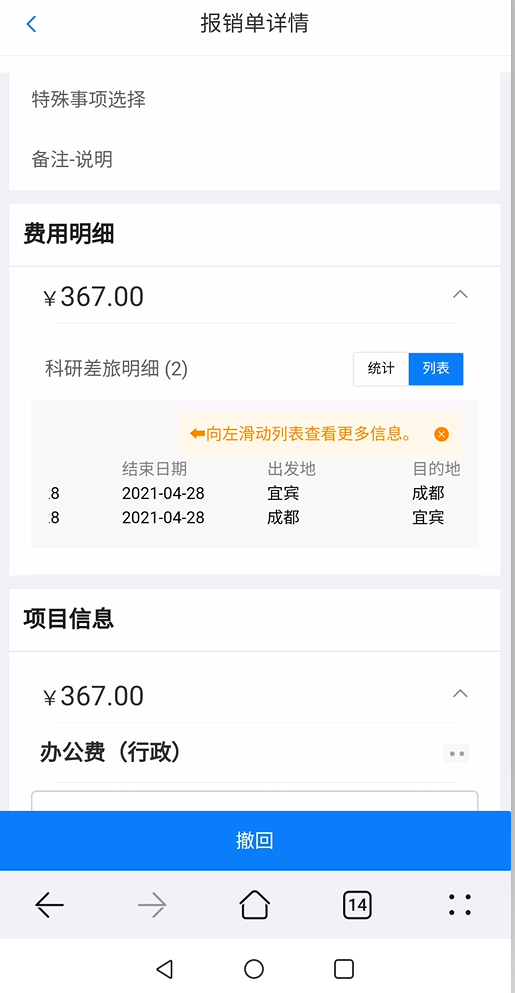 报销单详情
特殊事项选择
备注-说明
费用明细
¥367.00
科研差旅明细 (2)
统计 列表
⬅向左滑动列表查看更多信息。
结束日期 出发地 目的地
8 2021-04-28 宜宾 成都
8 2021-04-28 成都 宜宾
项目信息
¥367.00
办公费（行政）
撤回
14